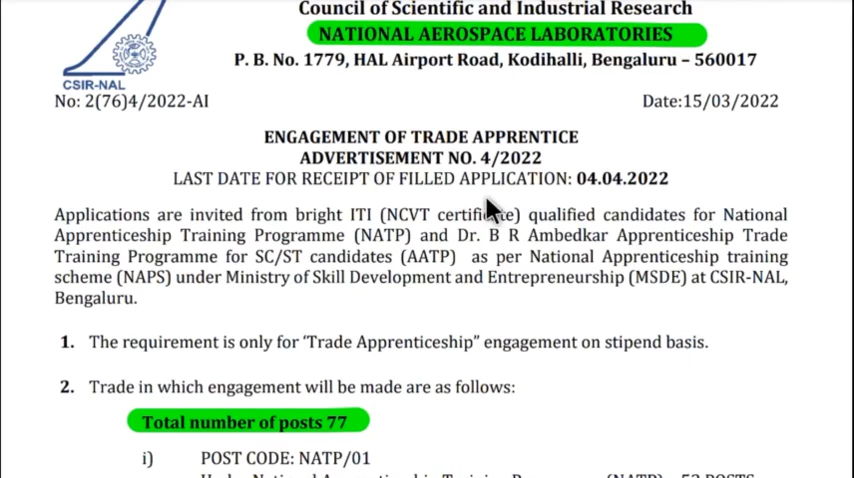 Council of Scientific and Industrial Research
NATIONAL AEROSPACE LABORATORIES
P. B. No. 1779, HAL Airport Road, Kodihalli, Bengaluru – 560017
CSIR-NAL
No: 2(76)4/2022-AI Date:15/03/2022
ENGAGEMENT OF TRADE APPRENTICE
ADVERTISEMENT NO. 4/2022
LAST DATE FOR RECEIPT OF FILLED APPLICATION: 04.04.2022
Applications are invited from bright ITI (NCVT certificate) qualified candidates for National
Apprenticeship Training Programme (NATP) and Dr. B R Ambedkar Apprenticeship Trade
Training Programme for SC/ST candidates (AATP) as per National Apprenticeship training
scheme (NAPS) under Ministry of Skill Development and Entrepreneurship (MSDE) at CSIR-NAL,
Bengaluru.
1. The requirement is only for ‘Trade Apprenticeship” engagement on stipend basis.
2. Trade in which engagement will be made are as follows:
Total number of posts 77
i) POST CODE: NATP/01